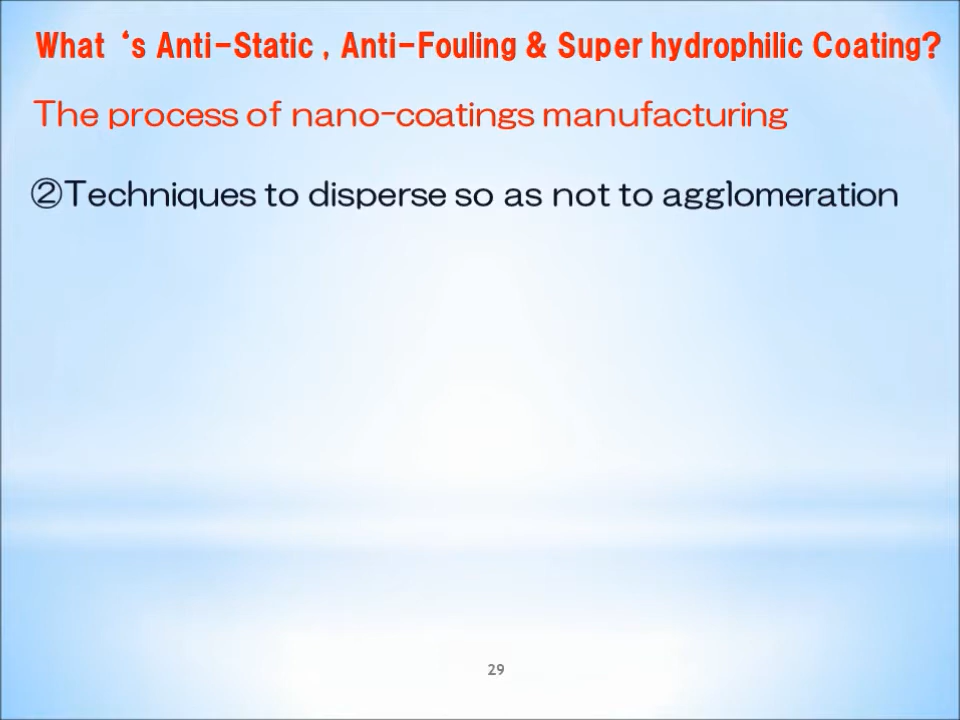 What ‘s Anti-Static , Anti-Fouling & Super hydrophilic Coating?
The process of nano-coatings manufacturing
②Techniques to disperse so as not to agglomeration
29